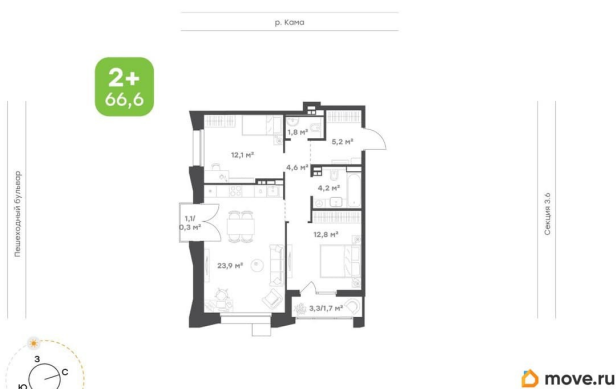 р. Кама
2+
66,6
Пешеходный бульвар
Секция 3.6
1,8 м²
5,2 м²
12,1 м²
4,6 м²
4,2 м²
1,1/
0,3 м²
12,8 м²
23,9 м²
3,3/1,7 м²
З
С
Ю
move.ru